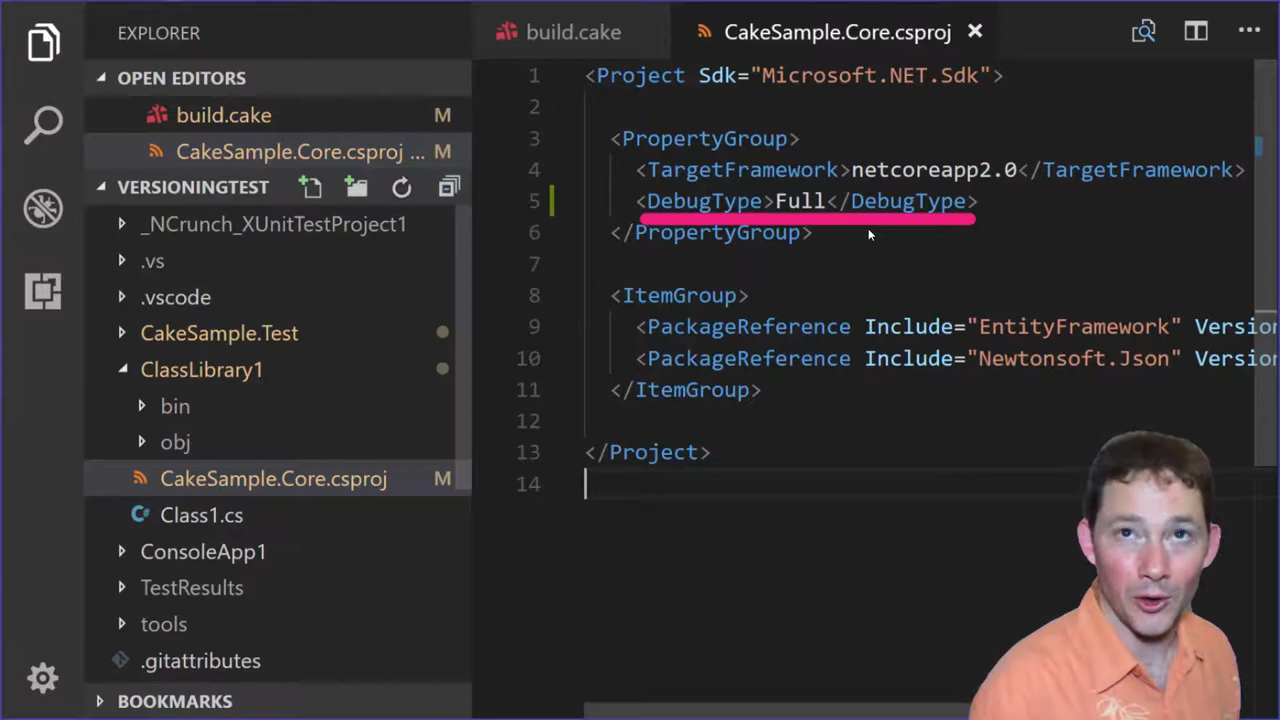 EXPLORER
OPEN EDITORS
build.cake M
CakeSample.Core.csproj ... M
VERSIONINGTEST
_NCrunch_XUnitTestProject1
.vs
.vscode
CakeSample.Test
ClassLibrary1
bin
obj
CakeSample.Core.csproj M
C# Class1.cs
ConsoleApp1
TestResults
tools
.gitattributes
BOOKMARKS
build.cake CakeSample.Core.csproj
1 <Project Sdk="Microsoft.NET.Sdk">
2
3 <PropertyGroup>
4 <TargetFramework>netcoreapp2.0</TargetFramework>
5 <DebugType>Full</DebugType>
6 </PropertyGroup>
7
8 <ItemGroup>
9 <PackageReference Include="EntityFramework" Versio
10 <PackageReference Include="Newtonsoft.Json" Versio
11 </ItemGroup>
12
13 </Project>
14